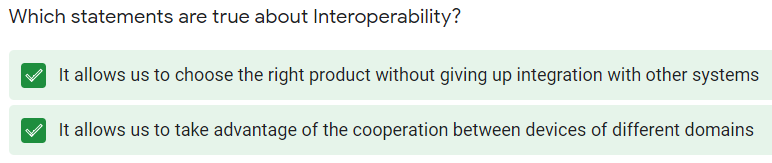 Which statements are true about Interoperability?
It allows us to choose the right product without giving up integration with other systems
It allows us to take advantage of the cooperation between devices of different domains